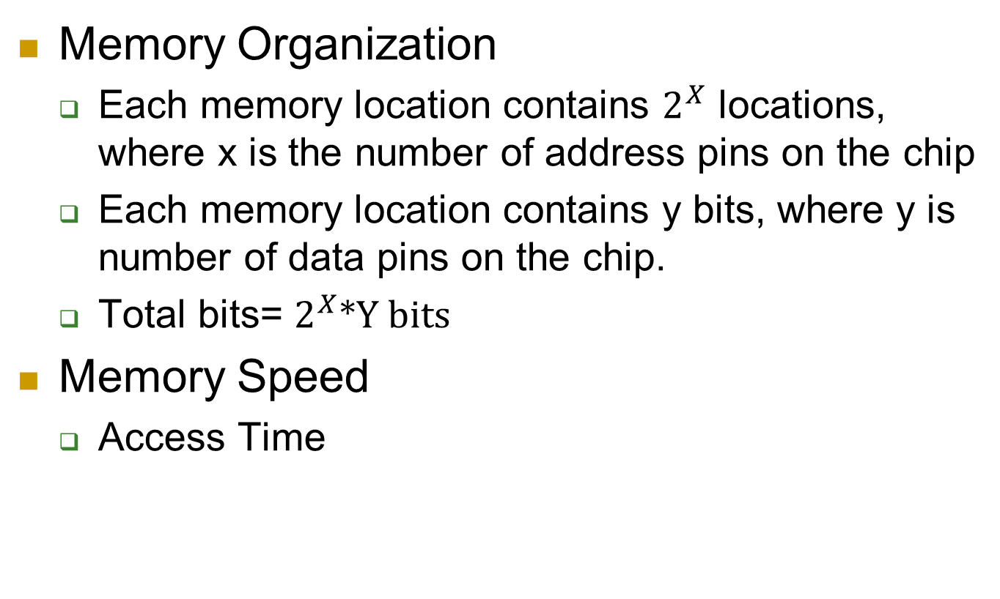 Memory Organization
Each memory location contains 2^X locations,
where x is the number of address pins on the chip
Each memory location contains y bits, where y is
number of data pins on the chip.
Total bits= 2^X*Y bits
Memory Speed
Access Time